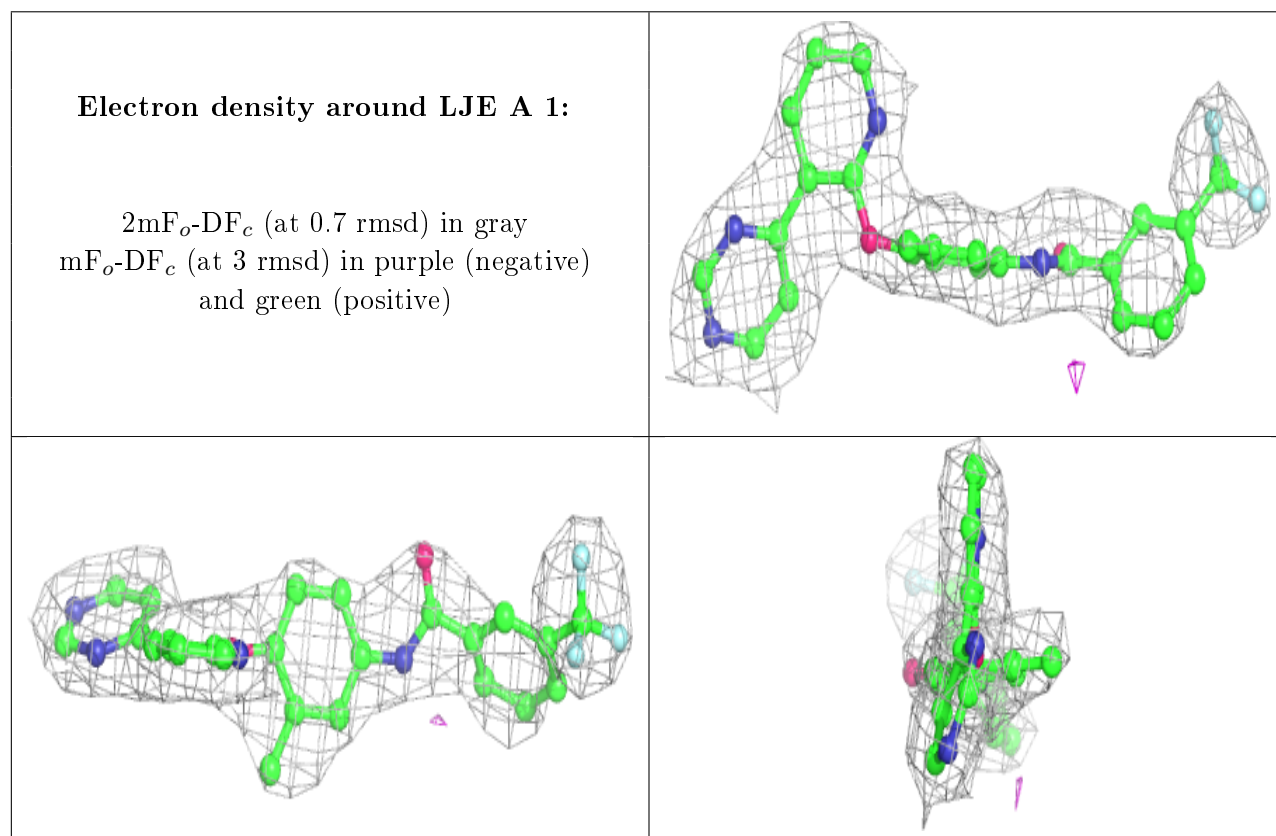 Electron density around LJE A 1:
2mFo-DFc (at 0.7 rmsd) in gray
mFo-DFc (at 3 rmsd) in purple (negative)
and green (positive)